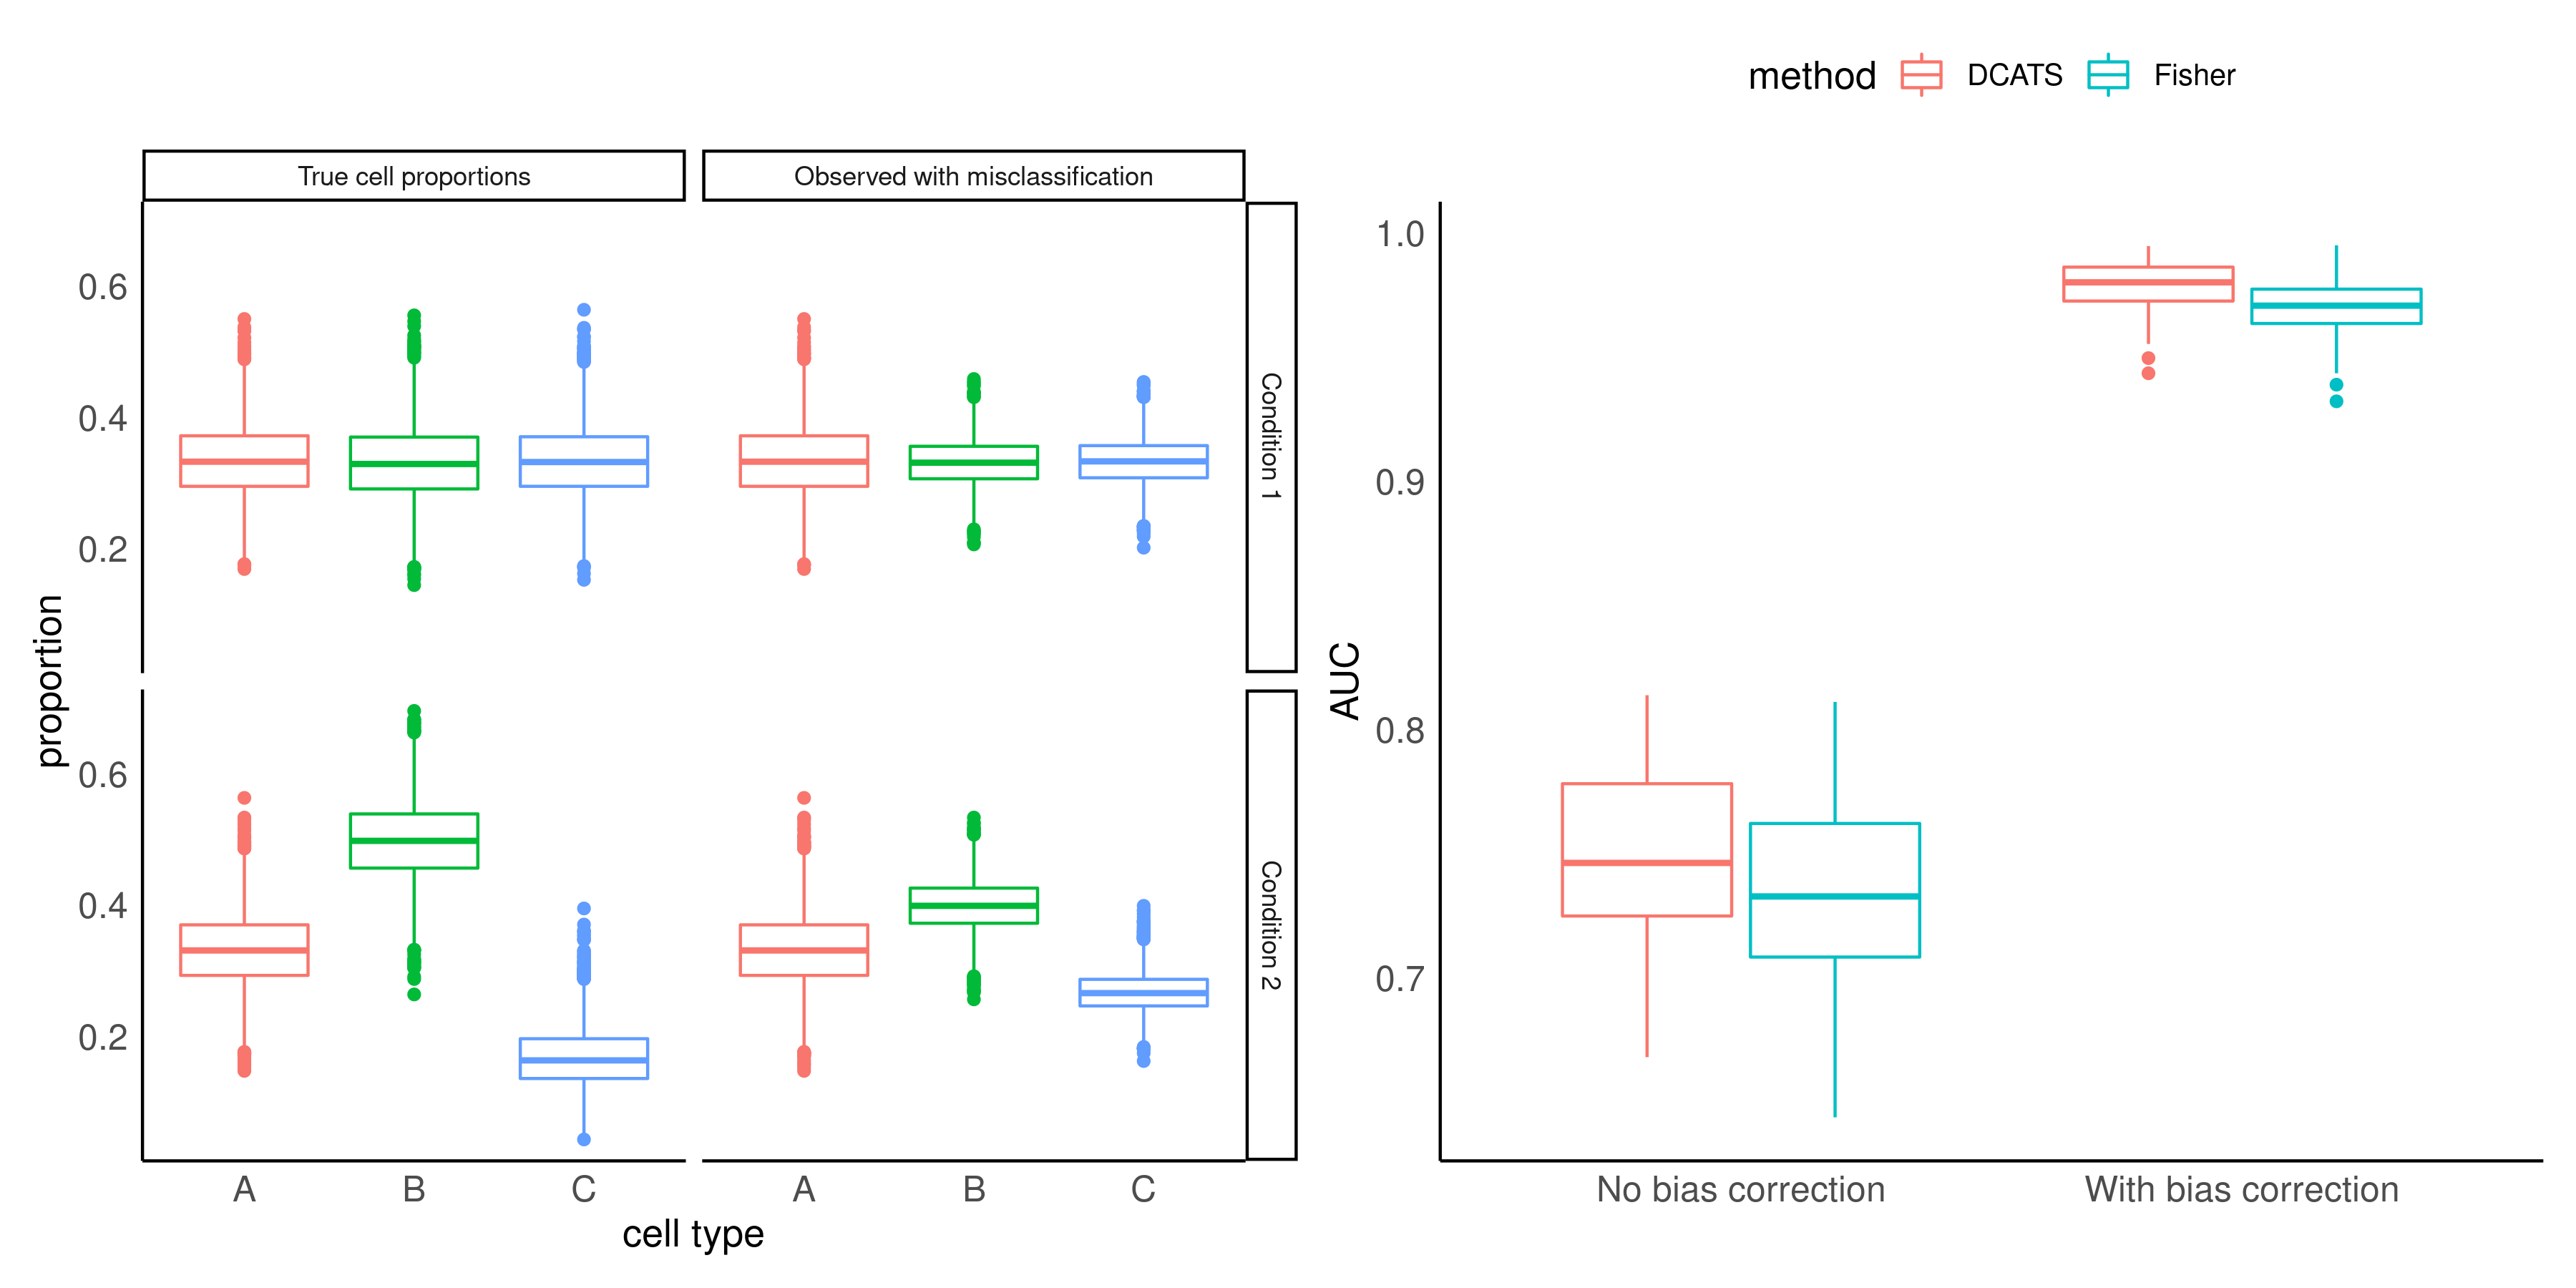 method DCATS Fisher
True cell proportions Observed with misclassification
Condition 1
Condition 2
proportion
0.6
0.4
0.2
0.6
0.4
0.2
A B C A B C
cell type
AUC
1.0
0.9
0.8
0.7
No bias correction With bias correction